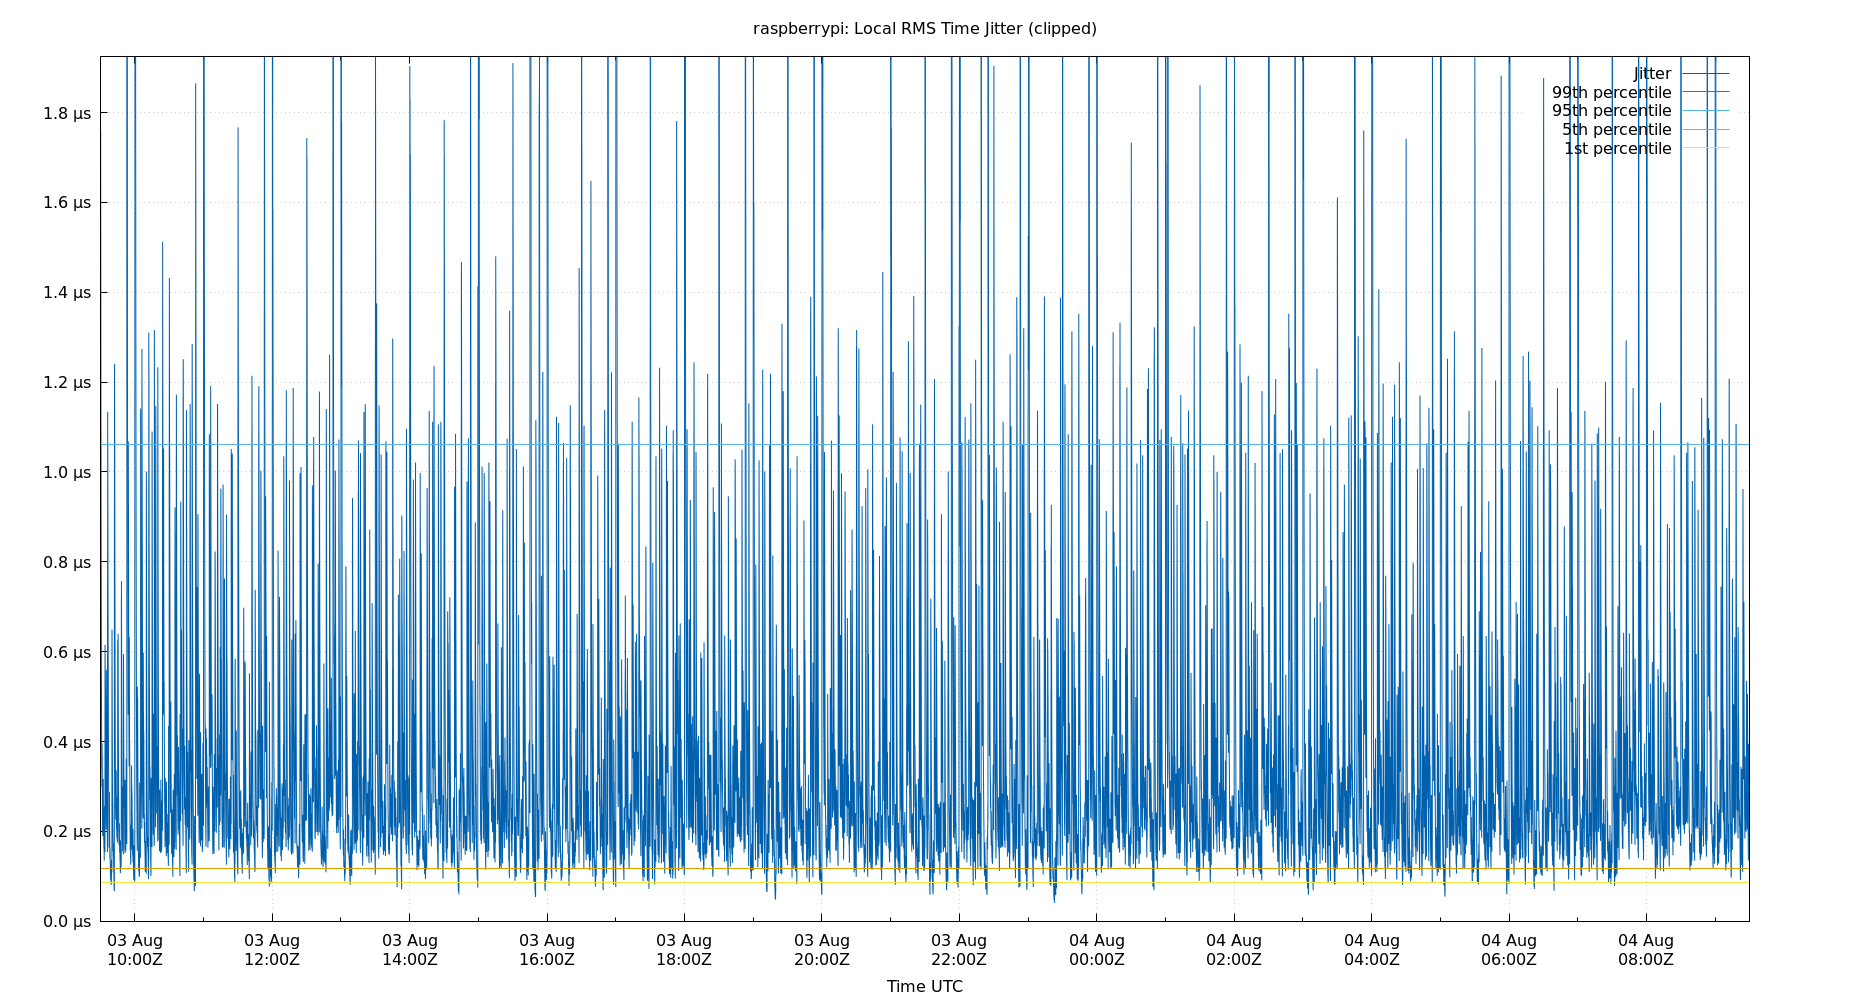 raspberrypi: Local RMS Time Jitter (clipped)
Jitter
99th percentile
95th percentile
5th percentile
1st percentile
1.8 µs
1.6 µs
1.4 µs
1.2 µs
1.0 µs
0.8 µs
0.6 µs
0.4 µs
0.2 µs
0.0 µs
03 Aug 03 Aug 03 Aug 03 Aug 03 Aug 03 Aug 03 Aug 04 Aug 04 Aug 04 Aug 04 Aug 04 Aug
10:00Z 12:00Z 14:00Z 16:00Z 18:00Z 20:00Z 22:00Z 00:00Z 02:00Z 04:00Z 06:00Z 08:00Z
Time UTC